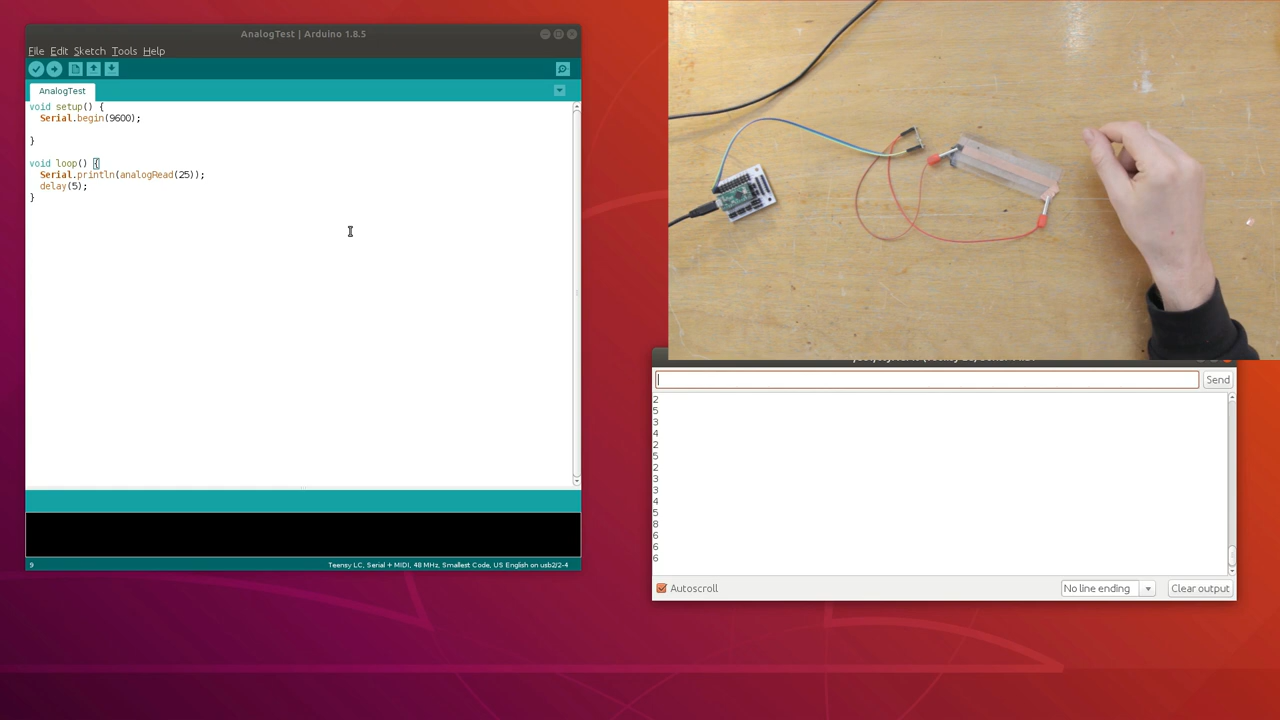 AnalogTest | Arduino 1.8.5
File Edit Sketch Tools Help
AnalogTest
void setup() {
  Serial.begin(9600);
}
void loop() {
  Serial.println(analogRead(25));
  delay(5);
}
9
Teensy LC, Serial + MIDI, 48 MHz, Smallest Code, US English on usb2/2-4
Send
2
5
3
4
2
5
2
3
3
4
5
8
6
6
6
Autoscroll
No line ending
Clear output